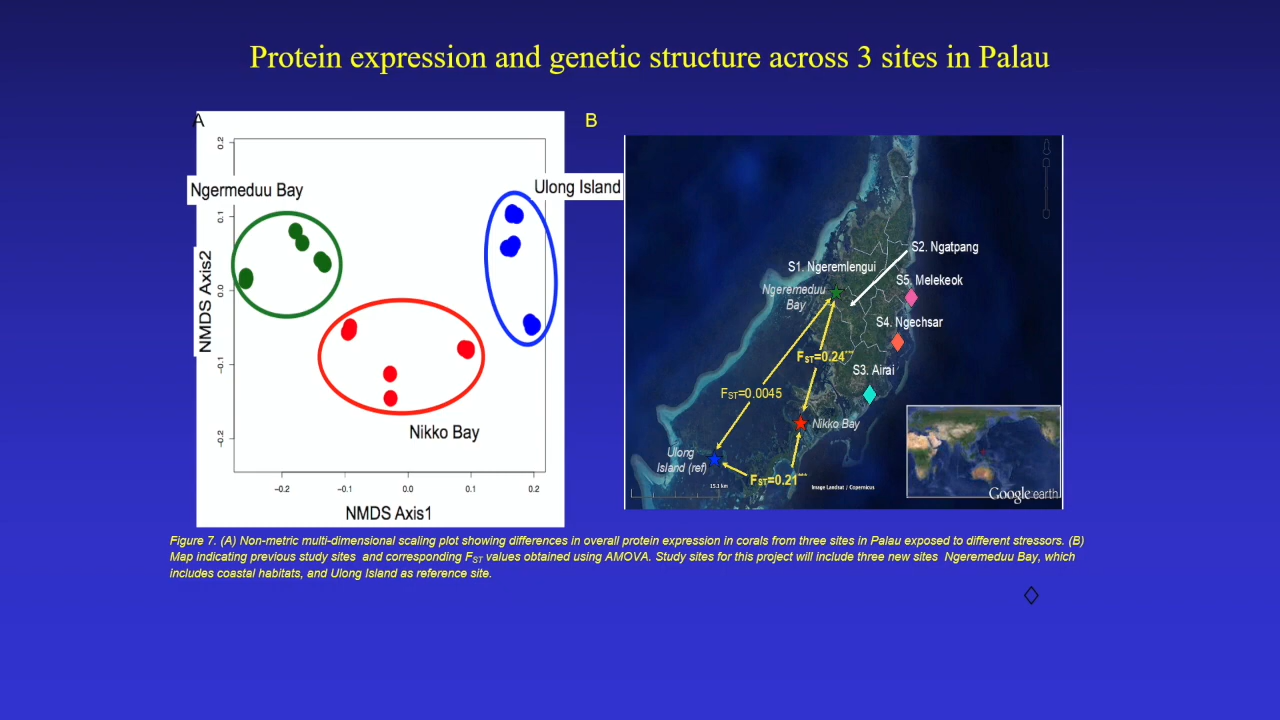 Protein expression and genetic structure across 3 sites in Palau
A
Ngermeduu Bay
Ulong Island
Nikko Bay
NMDS Axis2
0.2
0.1
0.0
−0.1
−0.2
−0.2
−0.1
0.0
0.1
0.2
NMDS Axis1
B
S2. Ngatpang
S1. Ngeremlengui
S5. Melekeok
Ngeremeduu
Bay
S4. Ngechsar
FST=0.24***
S3. Airai
FST=0.0045
Nikko Bay
Ulong
Island (ref)
FST=0.21***
15.1 km
Image Landsat / Copernicus
Google earth
Figure 7. (A) Non-metric multi-dimensional scaling plot showing differences in overall protein expression in corals from three sites in Palau exposed to different stressors. (B)
Map indicating previous study sites and corresponding FST values obtained using AMOVA. Study sites for this project will include three new sites Ngeremeduu Bay, which
includes coastal habitats, and Ulong Island as reference site.